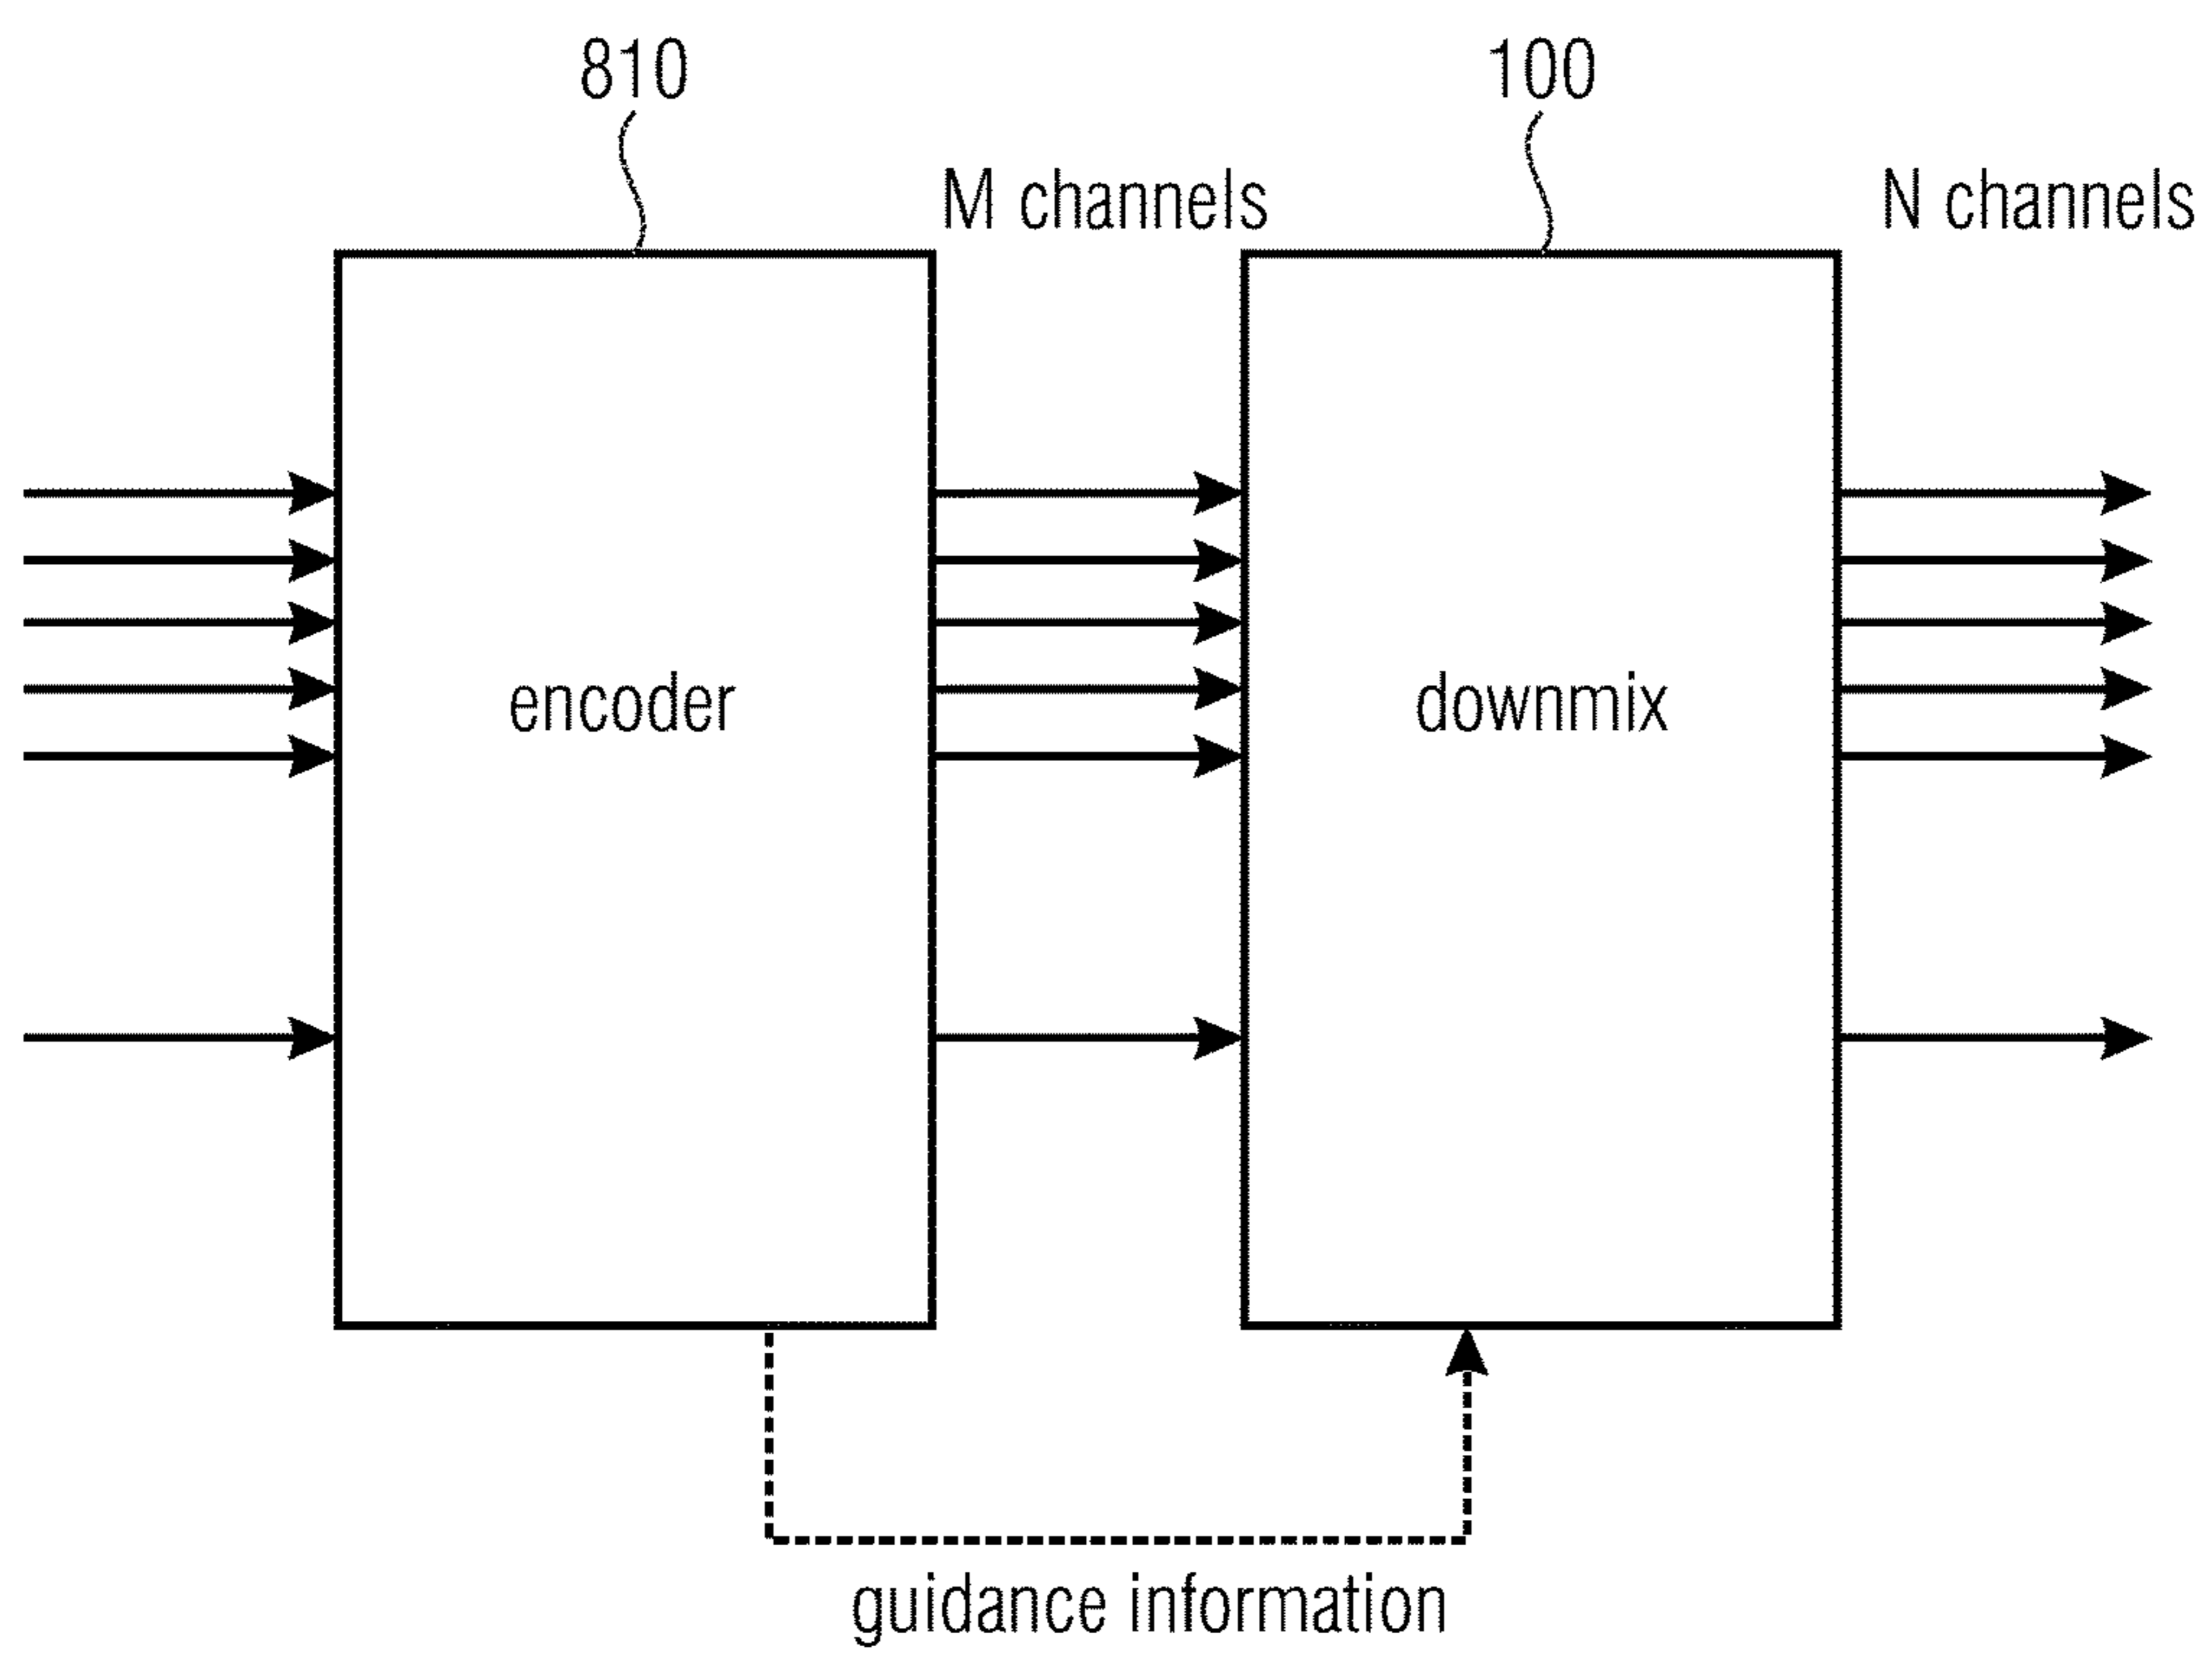 810
100
M channels
N channels
encoder
downmix
guidance information